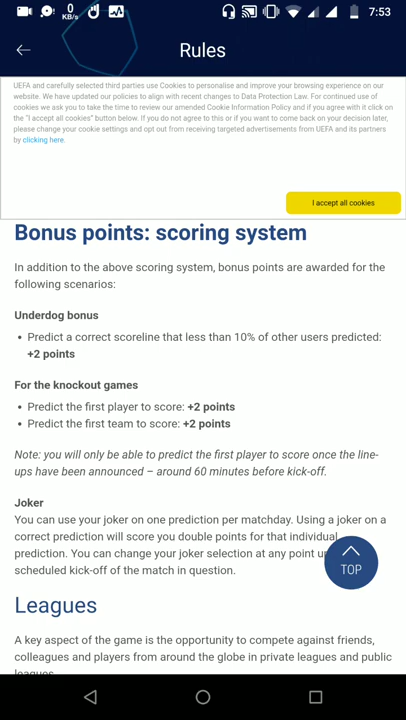 0
KB/s
7:53
Rules
UEFA and carefully selected third parties use Cookies to personalise and improve your browsing experience on our
website. We have updated our policies to align with recent changes to Data Protection Law. For continued use of
cookies we ask you to take the time to review our amended Cookie Information Policy and if you agree with it click on
the "I accept all cookies" button below. If you do not agree to this or if you want to come back on your decision later,
please change your cookie settings and opt out from receiving targeted advertisements from UEFA and its partners
by clicking here.
I accept all cookies
Bonus points: scoring system
In addition to the above scoring system, bonus points are awarded for the
following scenarios:
Underdog bonus
• Predict a correct scoreline that less than 10% of other users predicted:
+2 points
For the knockout games
• Predict the first player to score: +2 points
• Predict the first team to score: +2 points
Note: you will only be able to predict the first player to score once the line-
ups have been announced – around 60 minutes before kick-off.
Joker
You can use your joker on one prediction per matchday. Using a joker on a
correct prediction will score you double points for that individual
prediction. You can change your joker selection at any point
scheduled kick-off of the match in question.
TOP
Leagues
A key aspect of the game is the opportunity to compete against friends,
colleagues and players from around the globe in private leagues and public
leagues